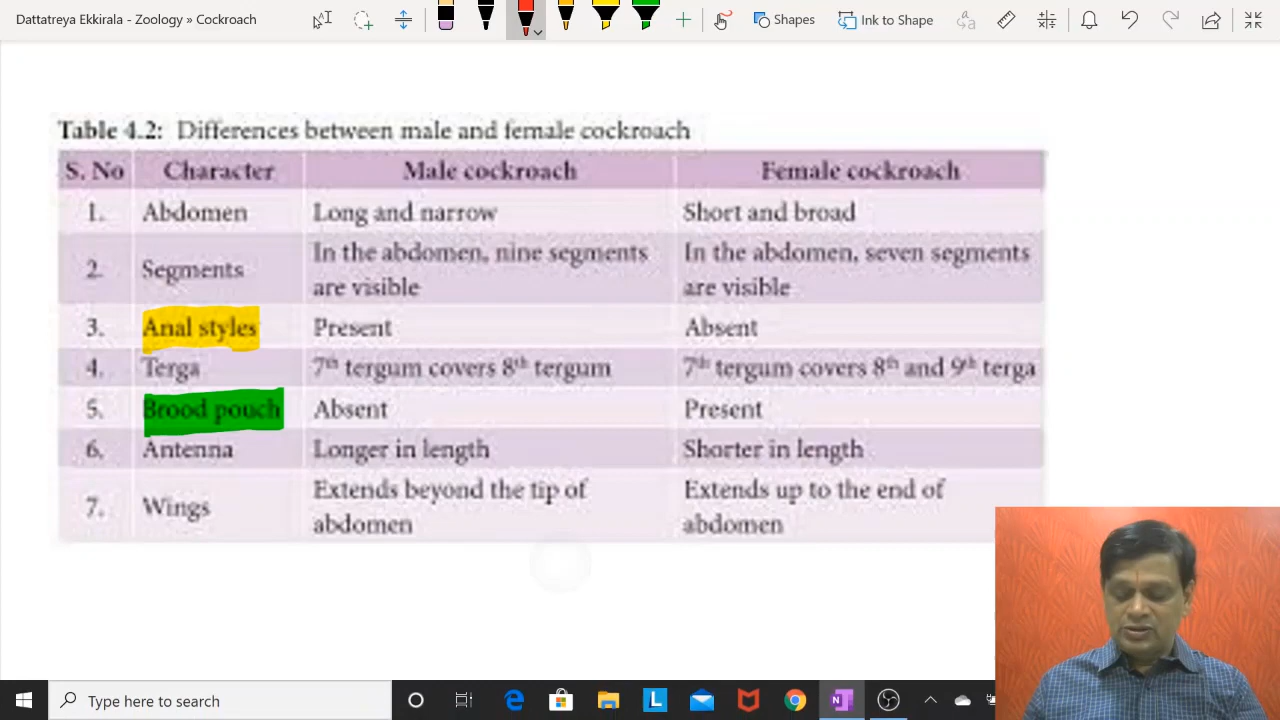 Dattatreya Ekkirala - Zoology » Cockroach
Shapes
Ink to Shape
Table 4.2: Differences between male and female cockroach
S. No Character Male cockroach Female cockroach
1. Abdomen Long and narrow Short and broad
2. Segments In the abdomen, nine segments are visible In the abdomen, seven segments are visible
3. Anal styles Present Absent
4. Terga 7th tergum covers 8th tergum 7th tergum covers 8th and 9th terga
5. Brood pouch Absent Present
6. Antenna Longer in length Shorter in length
7. Wings Extends beyond the tip of abdomen Extends up to the end of abdomen
Type here to search